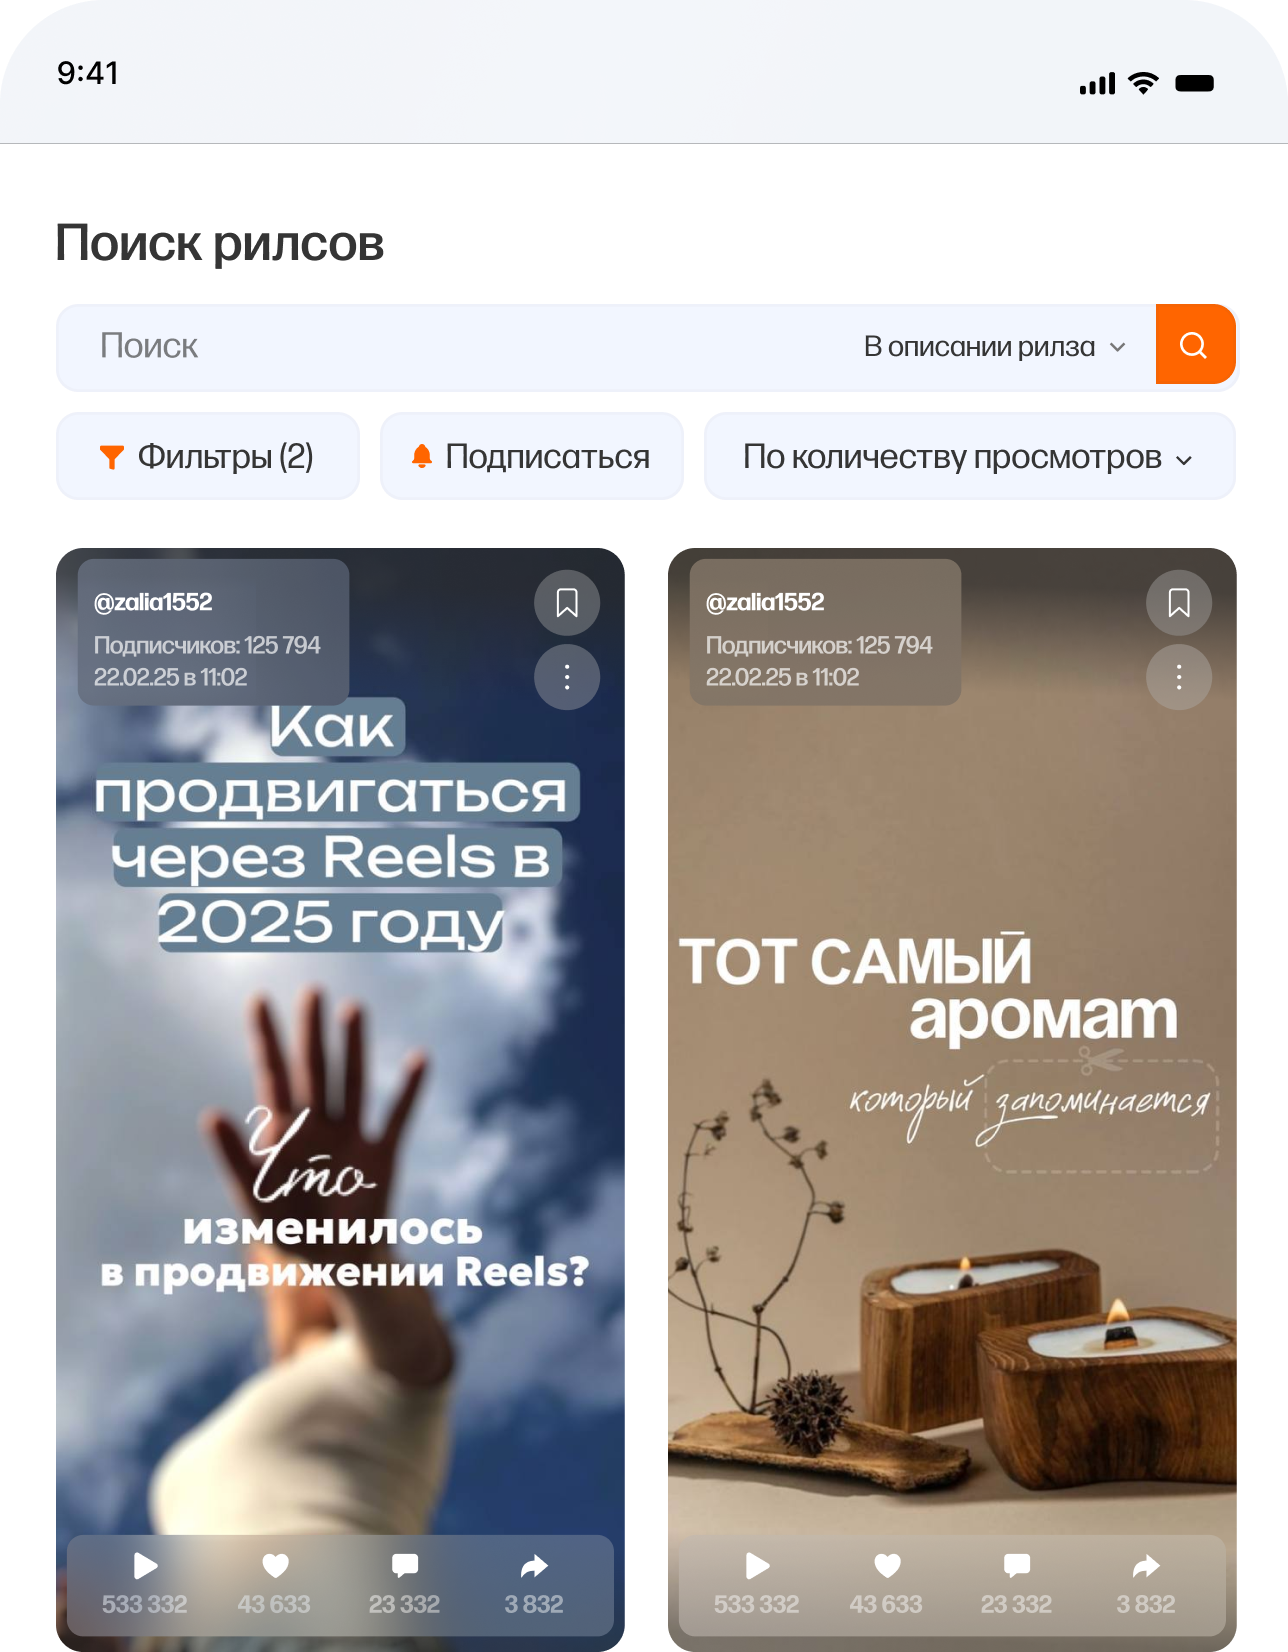 9:41
Поиск рилсов
Поиск
В описании рилза
Фильтры (2)
Подписаться
По количеству просмотров
@zalia1552
Подписчиков: 125 794
22.02.25 в 11:02
Как
продвигаться
через Reels в
2025 году
Что
изменилось
в продвижении Reels?
533 332
43 633
23 332
3 832
@zalia1552
Подписчиков: 125 794
22.02.25 в 11:02
ТОТ САМЫЙ
аромат
который запоминается
533 332
43 633
23 332
3 832